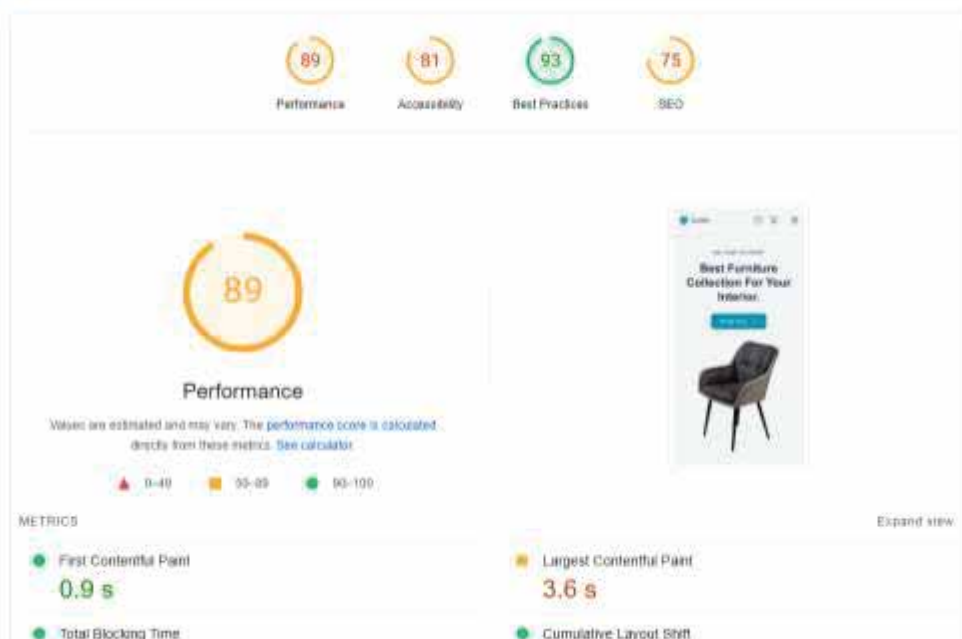 89 81 93 75
Performance Accessibility Best Practices SEO
89
Performance
Values are estimated and may vary. The performance score is calculated
directly from these metrics. See calculator.
0–49 50–89 90–100
Best Furniture
Collection For Your
Interior.
METRICS Expand view
First Contentful Paint Largest Contentful Paint
0.9 s 3.6 s
Total Blocking Time Cumulative Layout Shift